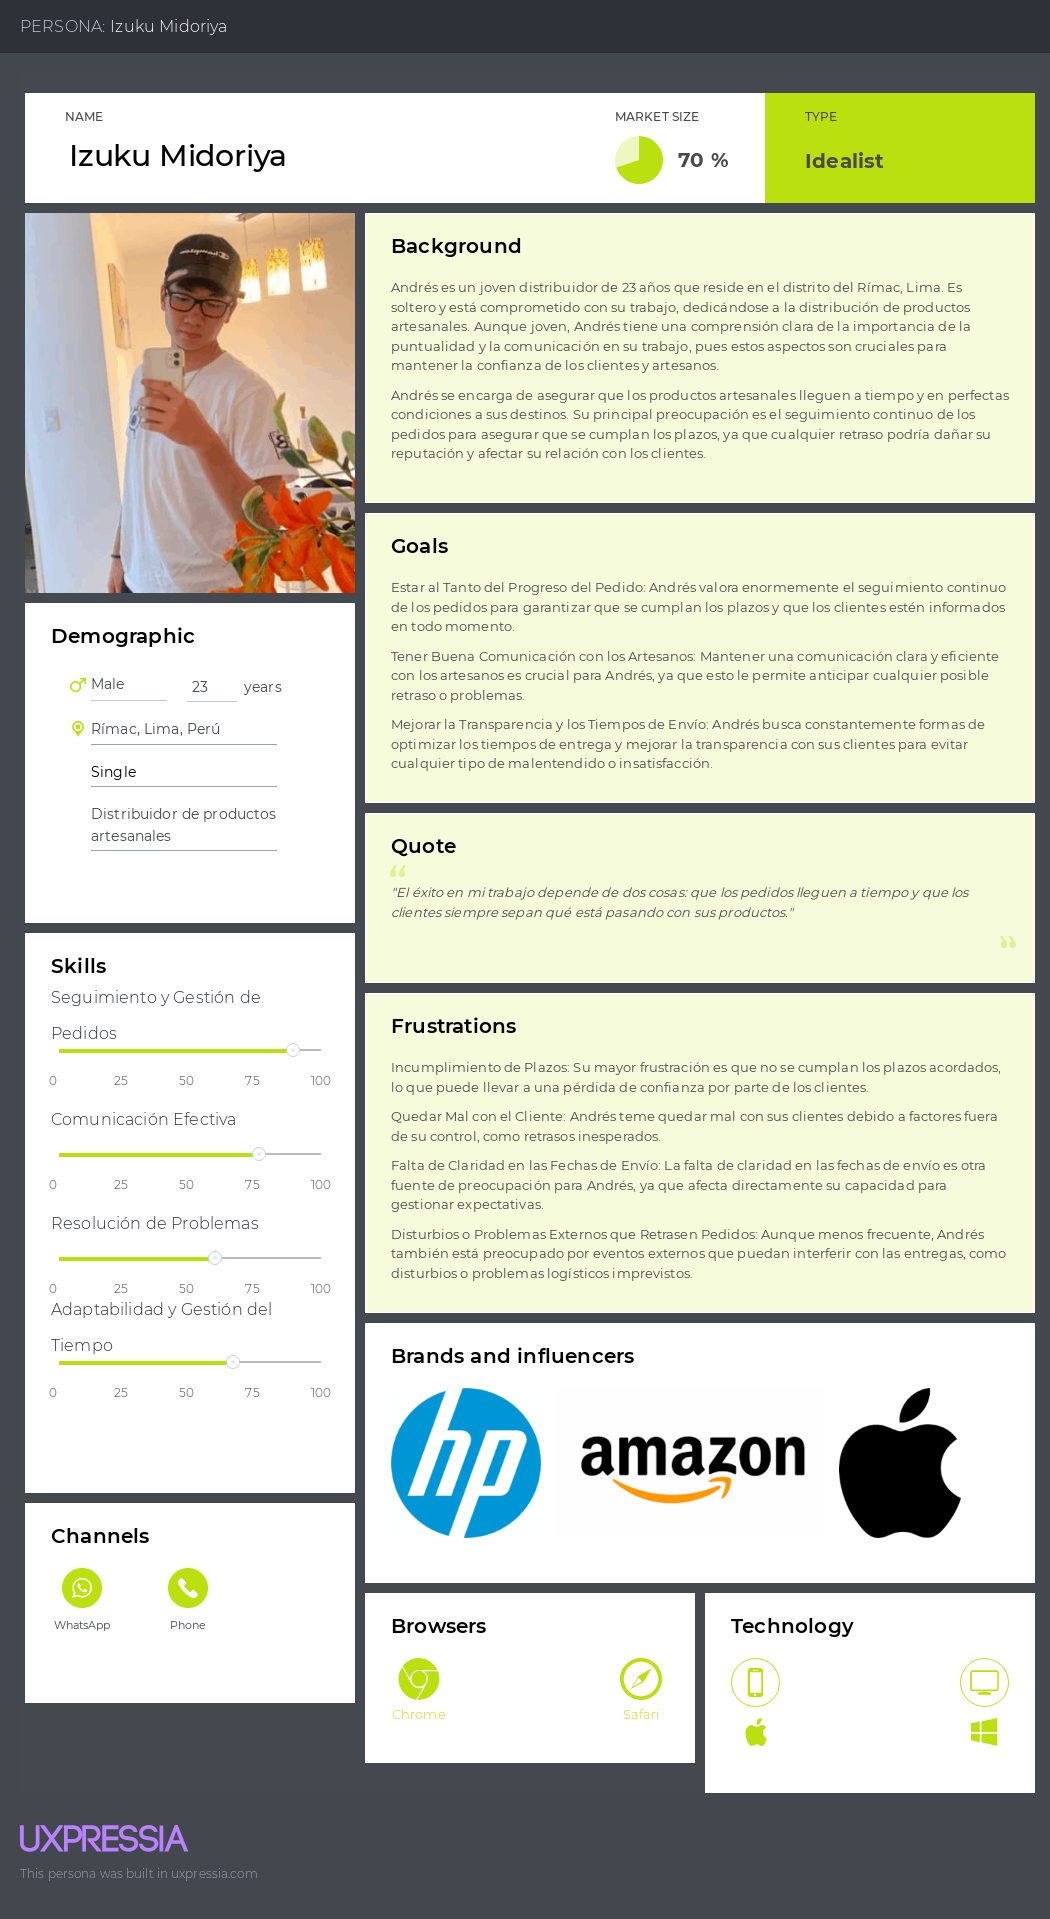 PERSONA: Izuku Midoriya
NAME
Izuku Midoriya
MARKET SIZE
70 %
TYPE
Idealist
Background
Andrés es un joven distribuidor de 23 años que reside en el distrito del Rímac, Lima. Es
soltero y está comprometido con su trabajo, dedicándose a la distribución de productos
artesanales. Aunque joven, Andrés tiene una comprensión clara de la importancia de la
puntualidad y la comunicación en su trabajo, pues estos aspectos son cruciales para
mantener la confianza de los clientes y artesanos.
Andrés se encarga de asegurar que los productos artesanales lleguen a tiempo y en perfectas
condiciones a sus destinos. Su principal preocupación es el seguimiento continuo de los
pedidos para asegurar que se cumplan los plazos, ya que cualquier retraso podría dañar su
reputación y afectar su relación con los clientes.
Goals
Estar al Tanto del Progreso del Pedido: Andrés valora enormemente el seguimiento continuo
de los pedidos para garantizar que se cumplan los plazos y que los clientes estén informados
en todo momento.
Tener Buena Comunicación con los Artesanos: Mantener una comunicación clara y eficiente
con los artesanos es crucial para Andrés, ya que esto le permite anticipar cualquier posible
retraso o problemas.
Mejorar la Transparencia y los Tiempos de Envío: Andrés busca constantemente formas de
optimizar los tiempos de entrega y mejorar la transparencia con sus clientes para evitar
cualquier tipo de malentendido o insatisfacción.
Demographic
Male
23 years
Rímac, Lima, Perú
Single
Distribuidor de productos
artesanales
Quote
"El éxito en mi trabajo depende de dos cosas: que los pedidos lleguen a tiempo y que los
clientes siempre sepan qué está pasando con sus productos."
Skills
Seguimiento y Gestión de
Pedidos
0 25 50 75 100
Comunicación Efectiva
0 25 50 75 100
Resolución de Problemas
0 25 50 75 100
Adaptabilidad y Gestión del
Tiempo
0 25 50 75 100
Frustrations
Incumplimiento de Plazos: Su mayor frustración es que no se cumplan los plazos acordados,
lo que puede llevar a una pérdida de confianza por parte de los clientes.
Quedar Mal con el Cliente: Andrés teme quedar mal con sus clientes debido a factores fuera
de su control, como retrasos inesperados.
Falta de Claridad en las Fechas de Envío: La falta de claridad en las fechas de envío es otra
fuente de preocupación para Andrés, ya que afecta directamente su capacidad para
gestionar expectativas.
Disturbios o Problemas Externos que Retrasen Pedidos: Aunque menos frecuente, Andrés
también está preocupado por eventos externos que puedan interferir con las entregas, como
disturbios o problemas logísticos imprevistos.
Brands and influencers
hp
amazon
Channels
WhatsApp
Phone
Browsers
Chrome
Safari
Technology
UXPRESSIA
This persona was built in uxpressia.com